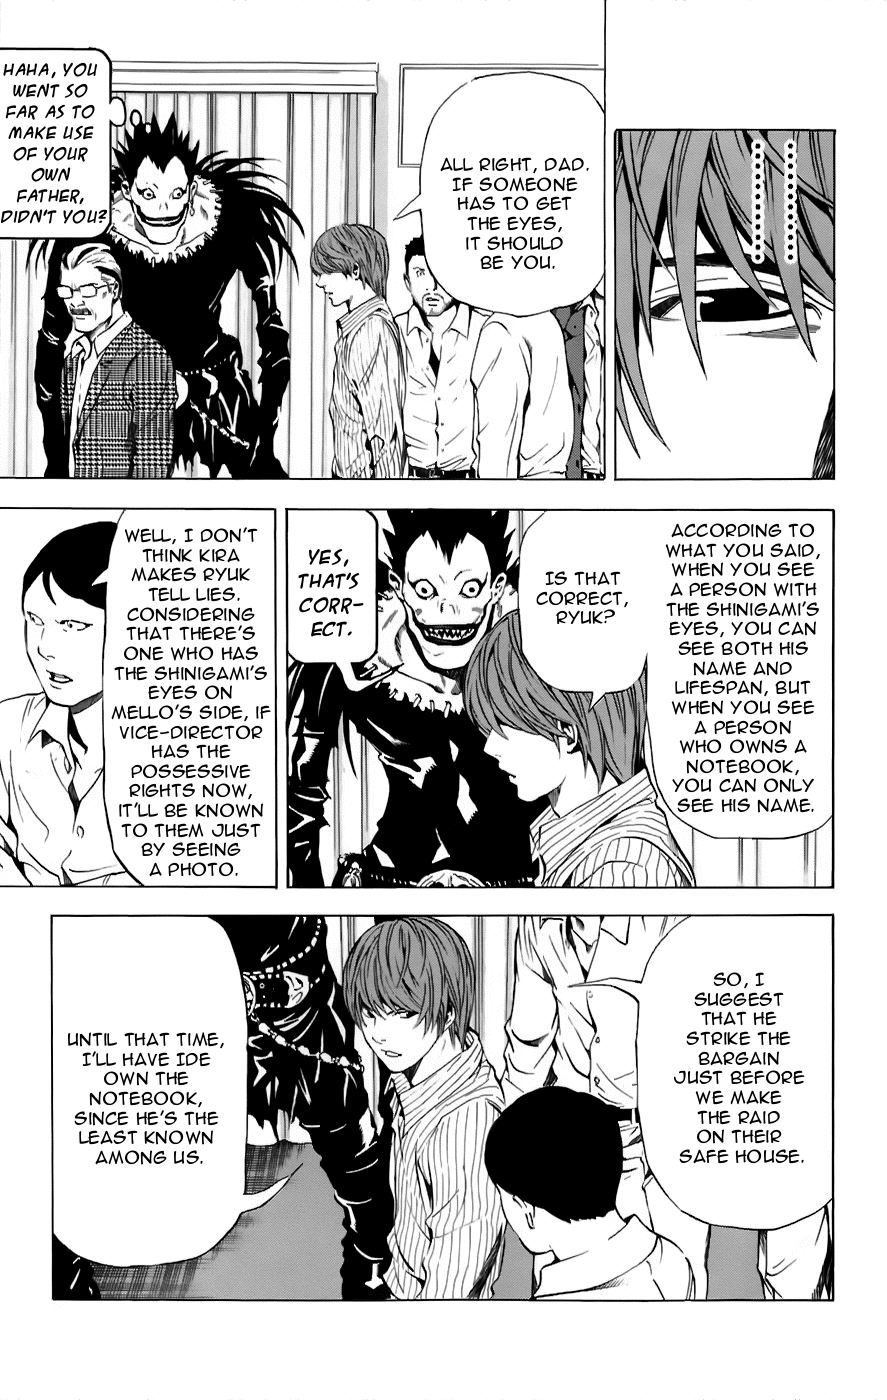 ALL RIGHT, DAD.
IF SOMEONE
HAS TO GET
THE EYES,
IT SHOULD
BE YOU.
HAHA, YOU
WENT SO
FAR AS TO
MAKE USE
OF YOUR
OWN
FATHER,
DIDN'T YOU?
ACCORDING TO
WHAT YOU SAID,
WHEN YOU SEE
A PERSON WITH
THE SHINIGAMI'S
EYES, YOU CAN
SEE BOTH HIS
NAME AND
LIFESPAN, BUT
WHEN YOU SEE
A PERSON
WHO OWNS A
NOTEBOOK,
YOU CAN ONLY
SEE HIS NAME.
IS THAT
CORRECT,
RYUK?
YES,
THAT'S
CORR-
ECT.
WELL, I DON'T
THINK KIRA
MAKES RYUK
TELL LIES.
CONSIDERING
THAT THERE'S
ONE WHO HAS
THE SHINIGAMI'S
EYES ON
MELLO'S SIDE, IF
VICE-DIRECTOR
HAS THE
POSSESSIVE
RIGHTS NOW,
IT'LL BE KNOWN
TO THEM JUST
BY SEEING
A PHOTO.
SO, I
SUGGEST
THAT HE
STRIKE THE
BARGAIN
JUST BEFORE
WE MAKE
THE RAID
ON THEIR
SAFE HOUSE.
UNTIL THAT TIME,
I'LL HAVE IDE
OWN THE
NOTEBOOK,
SINCE HE'S THE
LEAST KNOWN
AMONG US.